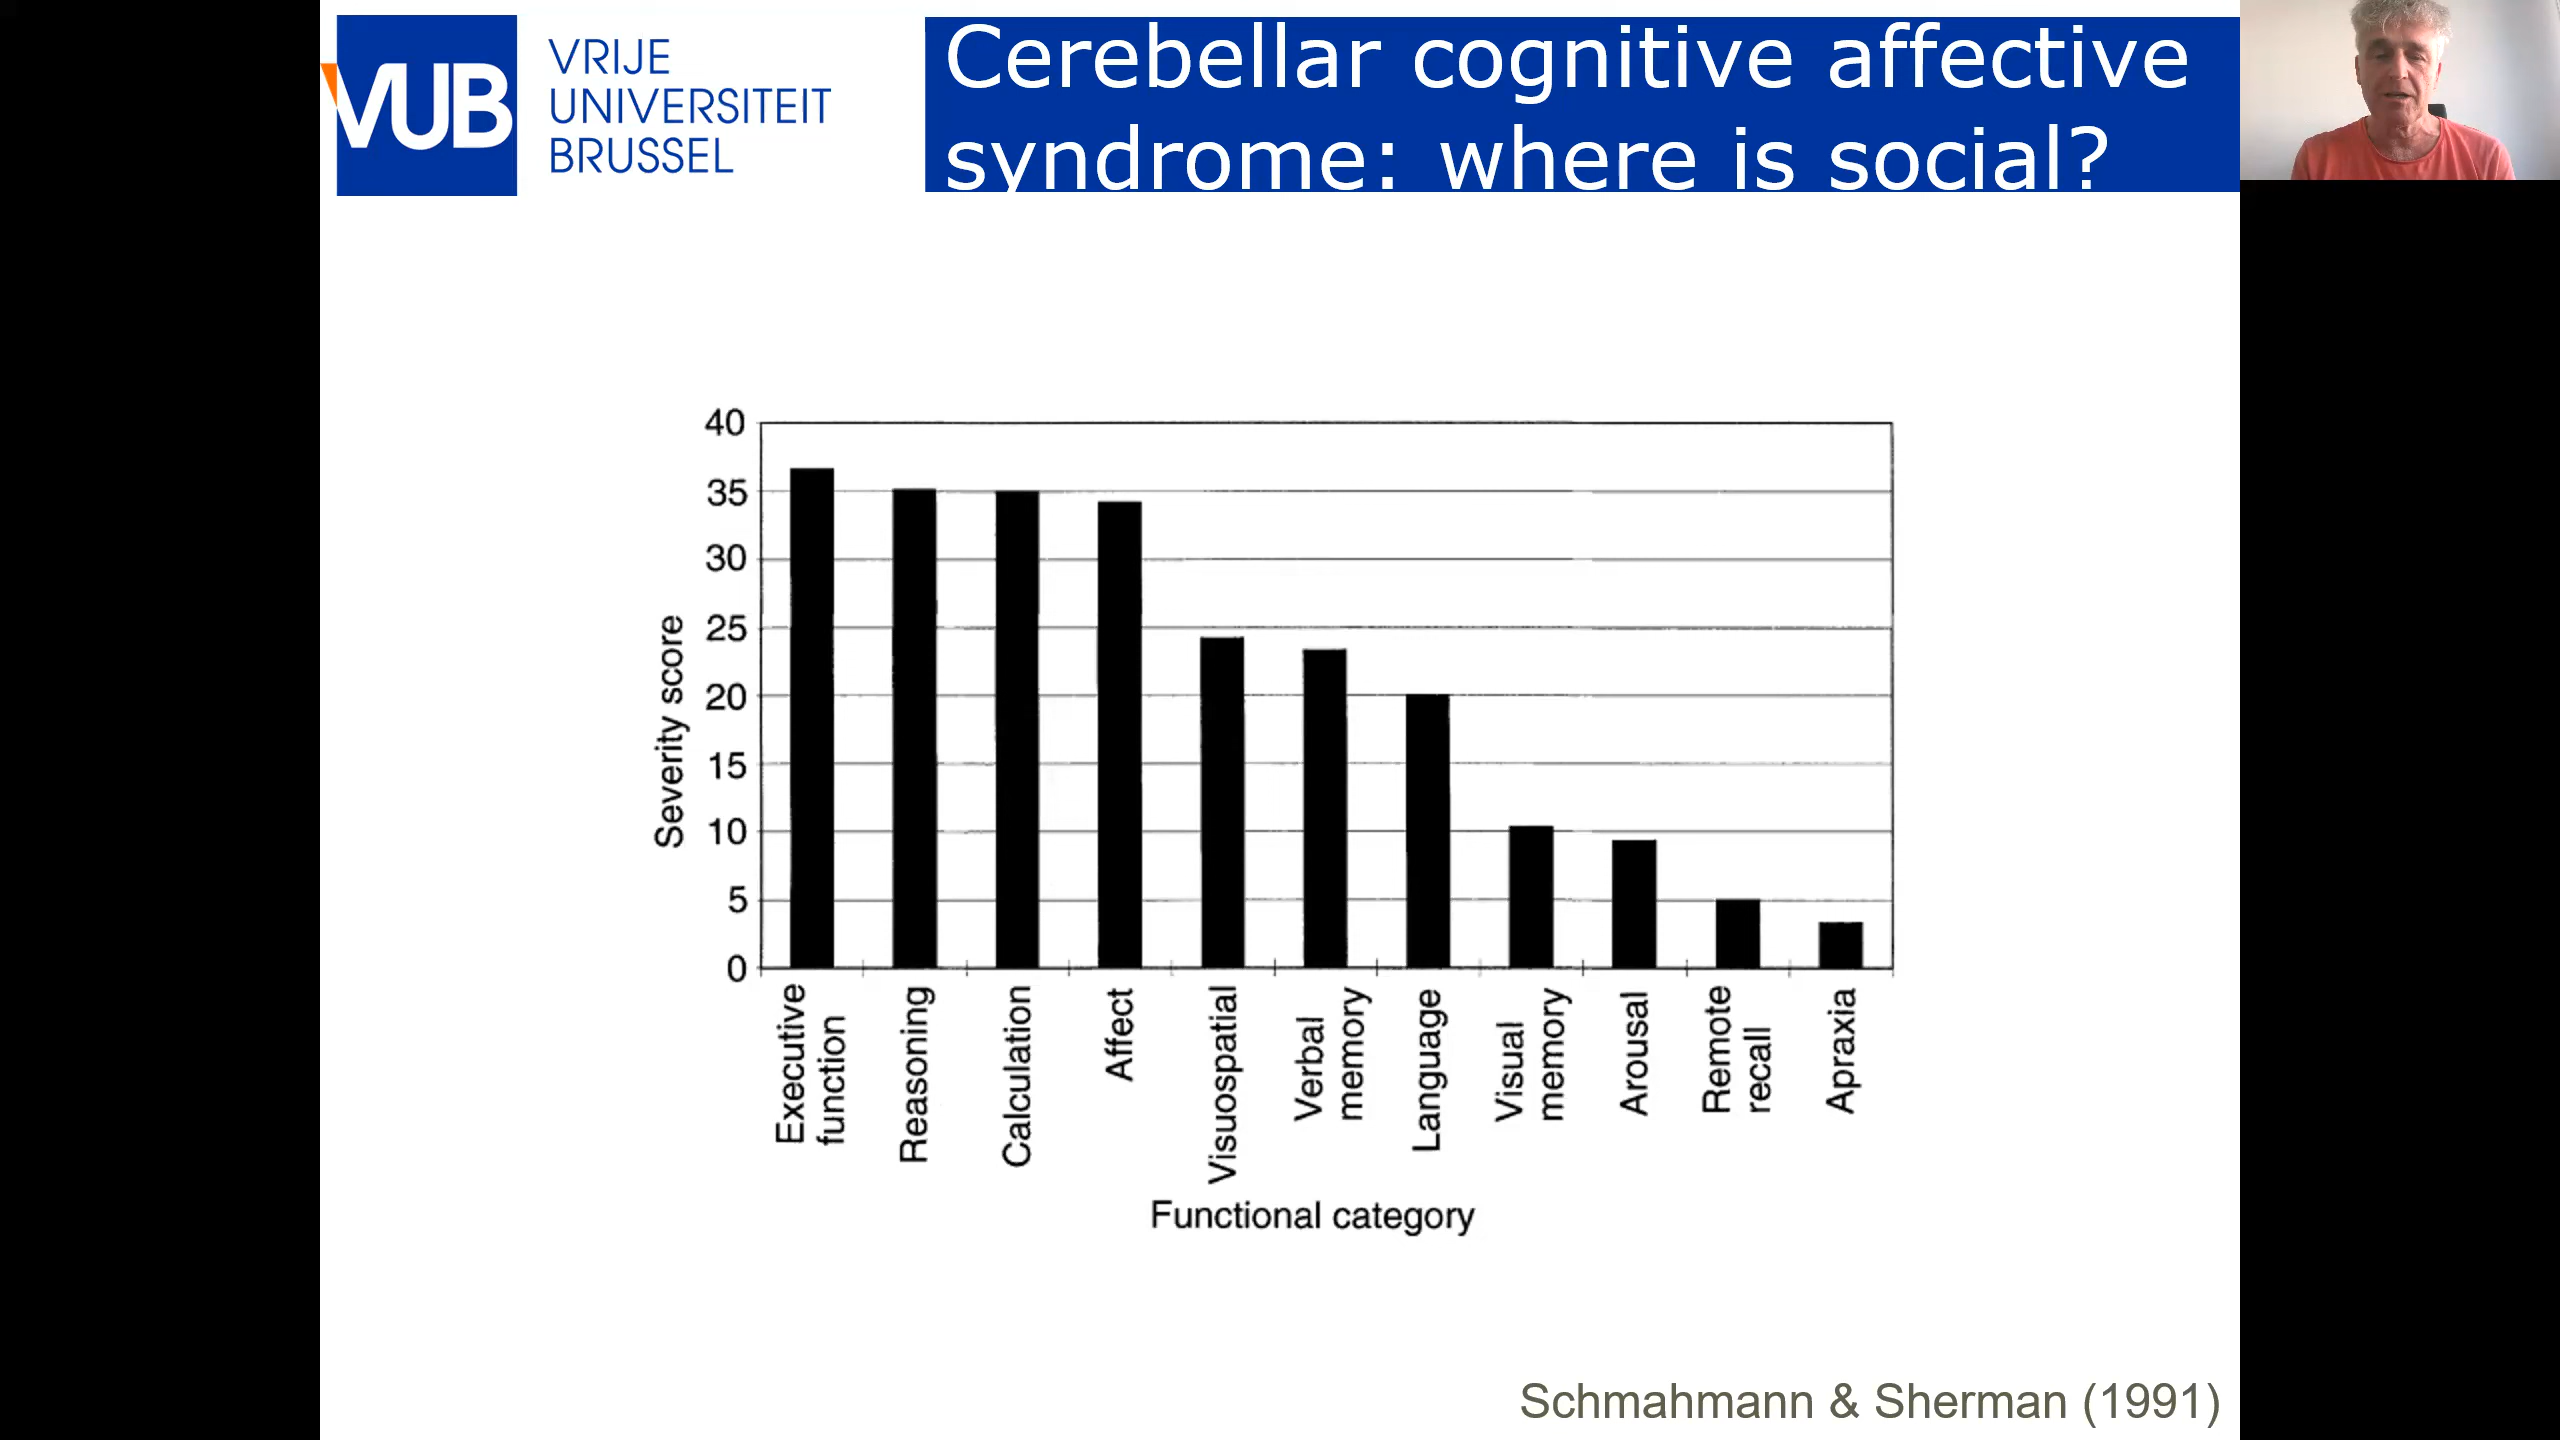 VUB
VRIJE
UNIVERSITEIT
BRUSSEL
Cerebellar cognitive affective
syndrome: where is social?
40
35
30
25
20
15
10
5
0
Severity score
Executive
function
Reasoning
Calculation
Affect
Visuospatial
Verbal
memory
Language
Visual
memory
Arousal
Remote
recall
Apraxia
Functional category
Schmahmann & Sherman (1991)